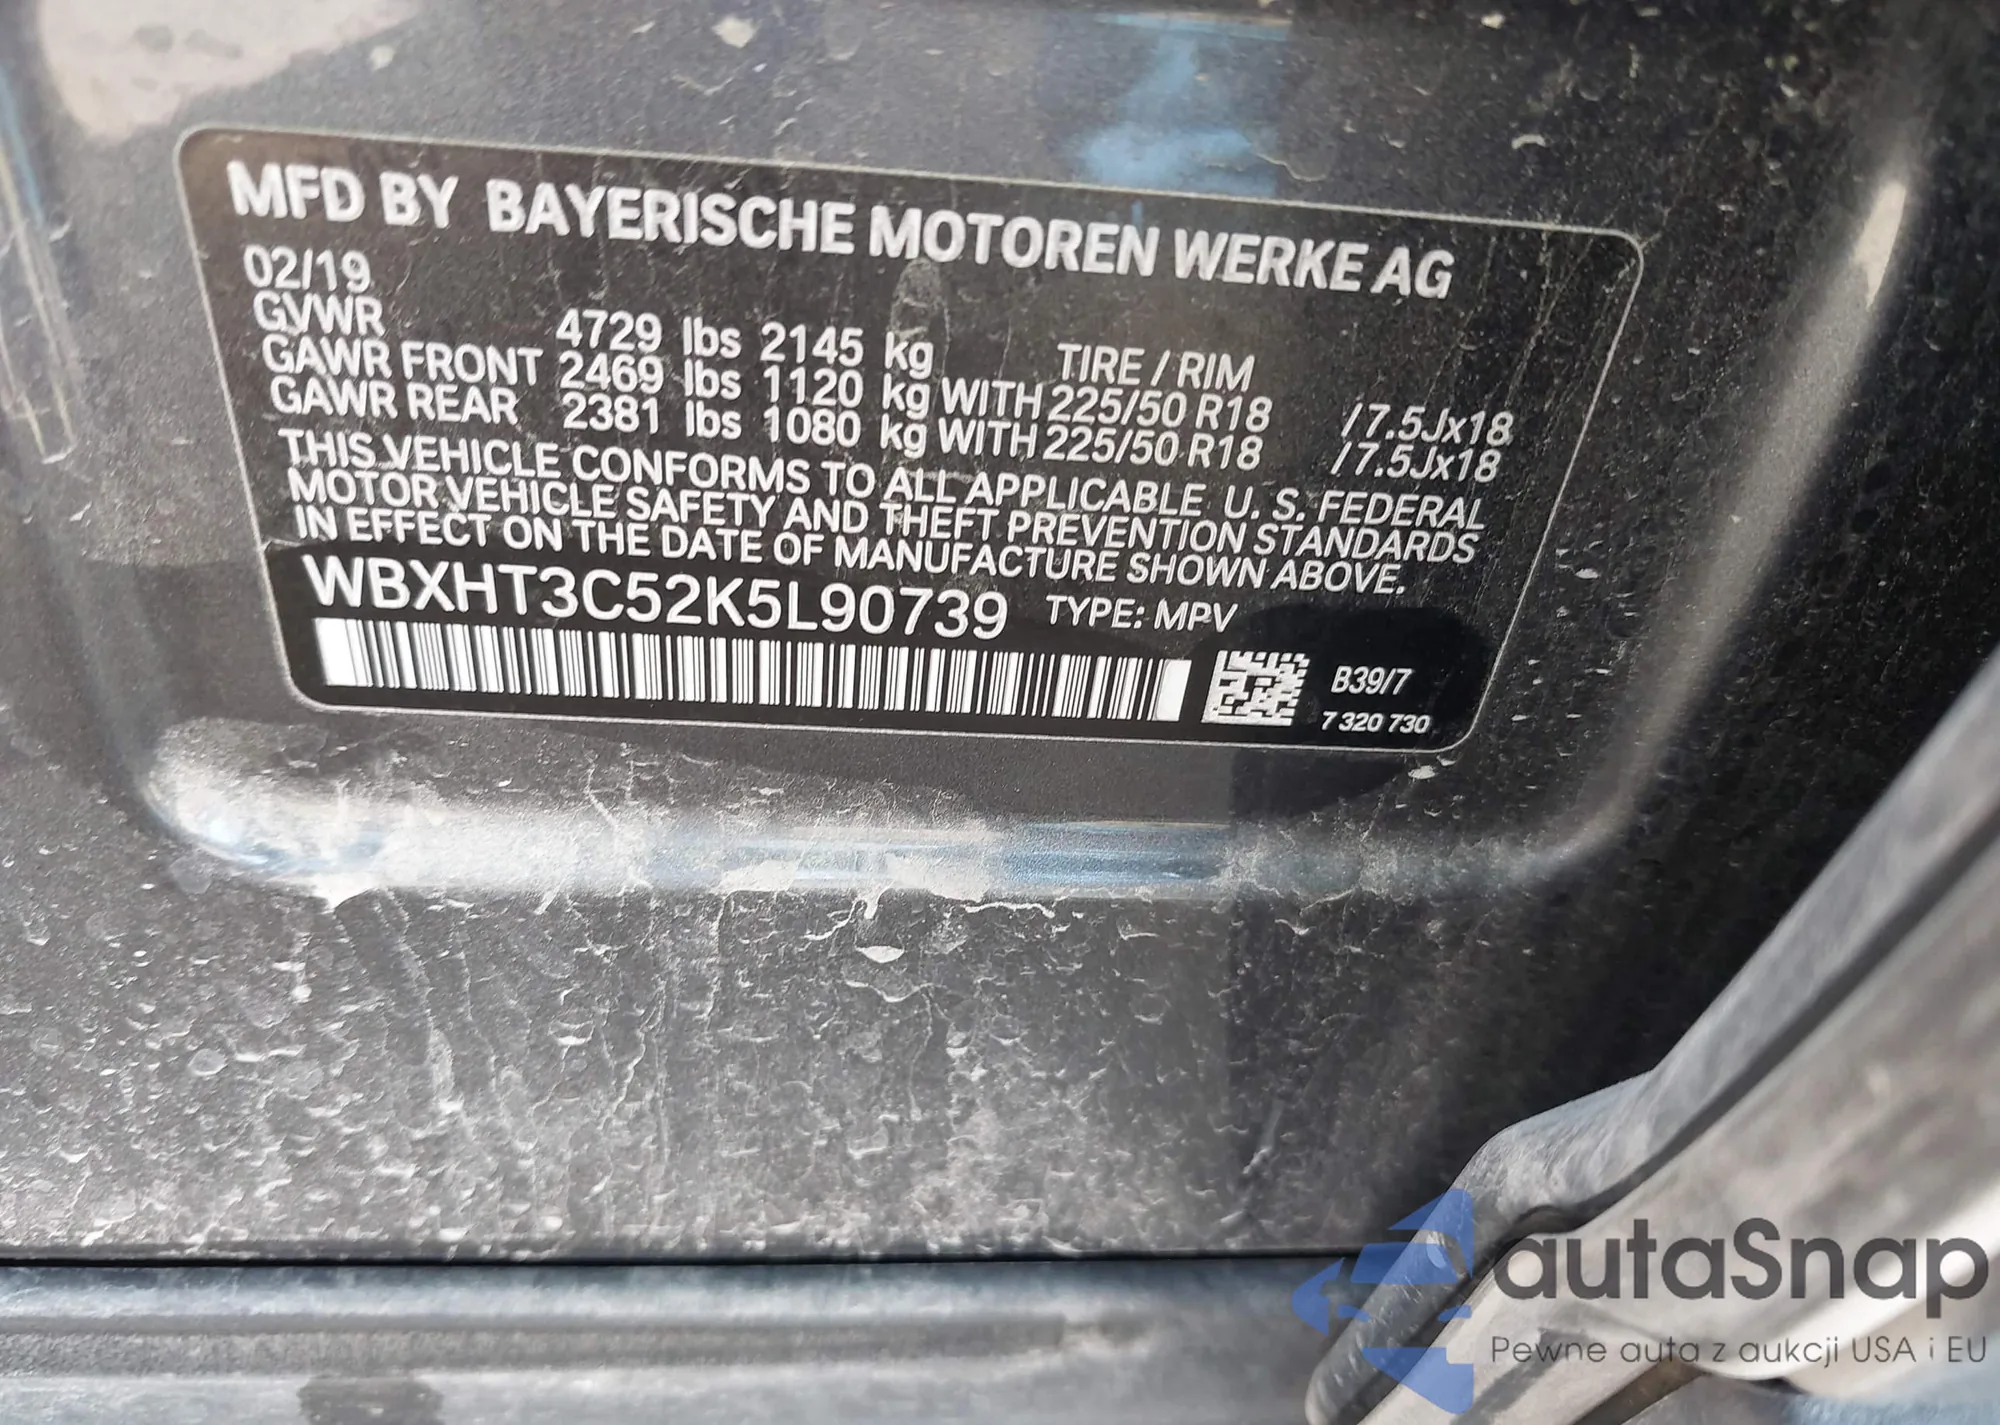 MFD BY BAYERISCHE MOTOREN WERKE AG
02/19
GVWR 4729 lbs 2145 kg TIRE / RIM
GAWR FRONT 2469 lbs 1120 kg WITH 225/50 R18 /7.5Jx18
GAWR REAR 2381 lbs 1080 kg WITH 225/50 R18 /7.5Jx18
THIS VEHICLE CONFORMS TO ALL APPLICABLE U. S. FEDERAL
MOTOR VEHICLE SAFETY AND THEFT PREVENTION STANDARDS
IN EFFECT ON THE DATE OF MANUFACTURE SHOWN ABOVE.
WBXHT3C52K5L90739 TYPE: MPV
B39/7
7 320 730
autaSnap
Pewne auta z aukcji USA i EU